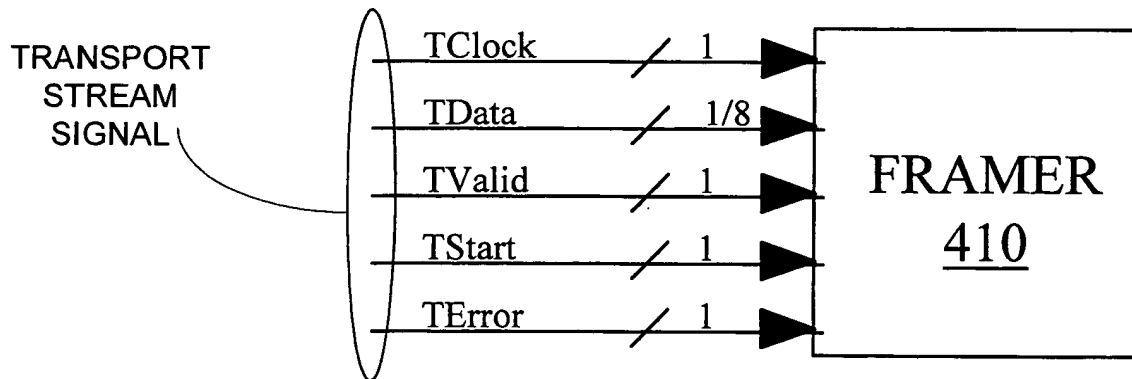 TRANSPORT
STREAM
SIGNAL
TClock 1
TData 1/8
TValid 1
TStart 1
TError 1
FRAMER
410